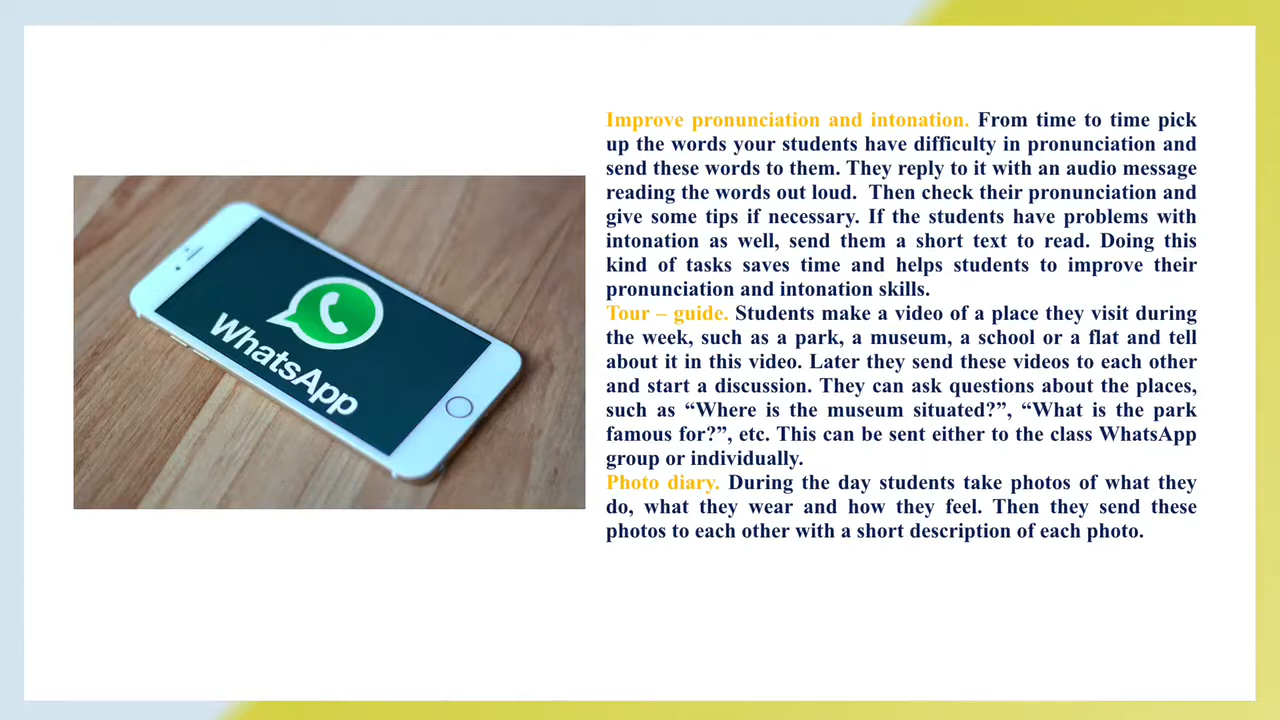 WhatsApp
Improve pronunciation and intonation. From time to time pick
up the words your students have difficulty in pronunciation and
send these words to them. They reply to it with an audio message
reading the words out loud. Then check their pronunciation and
give some tips if necessary. If the students have problems with
intonation as well, send them a short text to read. Doing this
kind of tasks saves time and helps students to improve their
pronunciation and intonation skills.
Tour – guide. Students make a video of a place they visit during
the week, such as a park, a museum, a school or a flat and tell
about it in this video. Later they send these videos to each other
and start a discussion. They can ask questions about the places,
such as “Where is the museum situated?”, “What is the park
famous for?”, etc. This can be sent either to the class WhatsApp
group or individually.
Photo diary. During the day students take photos of what they
do, what they wear and how they feel. Then they send these
photos to each other with a short description of each photo.